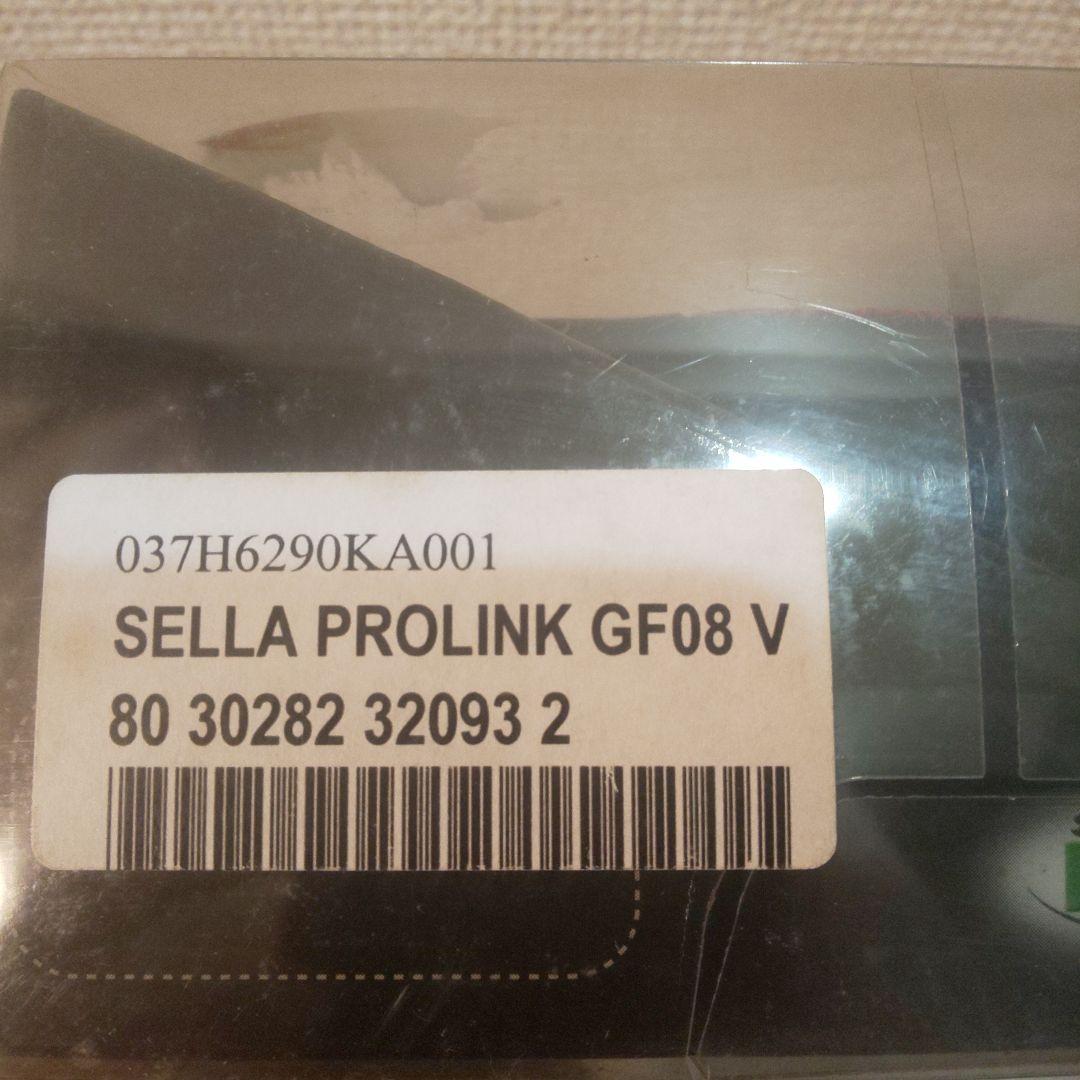 037H6290KA001
SELLA PROLINK GF08 V
80 30282 32093 2